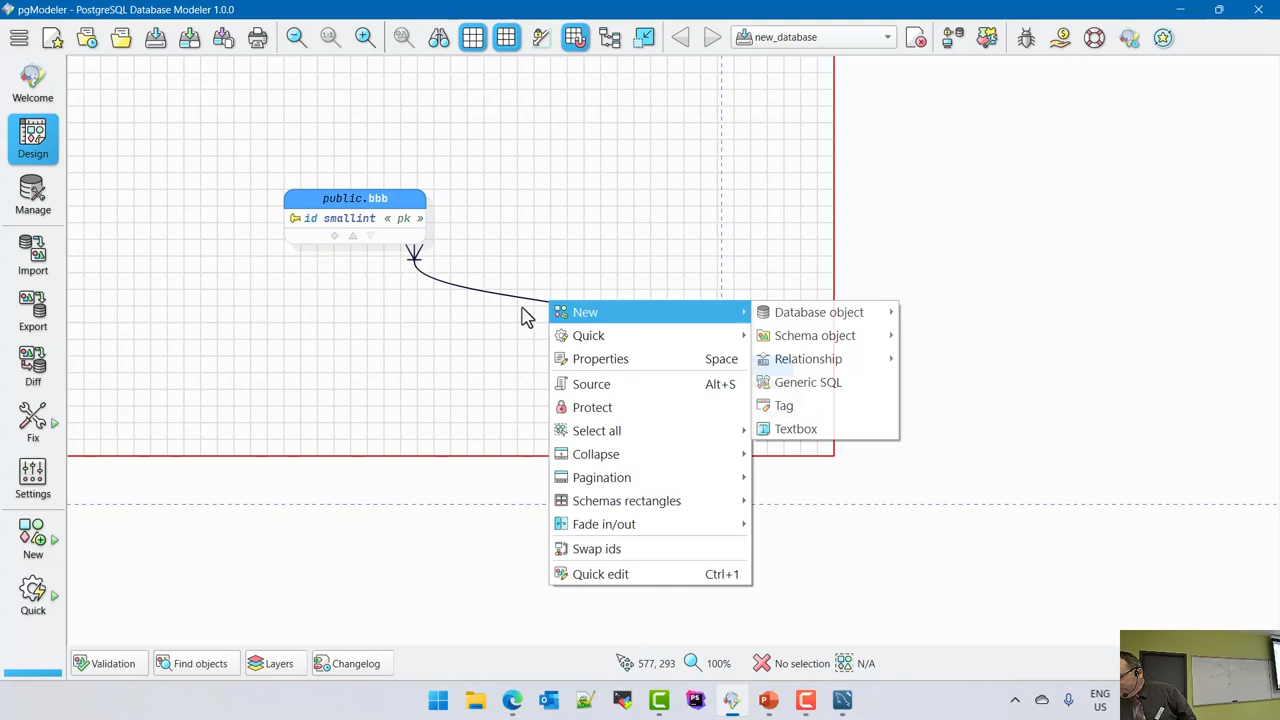 pgModeler - PostgreSQL Database Modeler 1.0.0
new_database
Welcome
Design
Manage
Import
Export
Diff
Fix
Settings
New
Quick
public.bbb
id smallint « pk »
New
Quick
Properties Space
Source Alt+S
Protect
Select all
Collapse
Pagination
Schemas rectangles
Fade in/out
Swap ids
Quick edit Ctrl+1
Database object
Schema object
Relationship
Generic SQL
Tag
Textbox
Validation
Find objects
Layers
Changelog
577, 293
100%
No selection
N/A
ENG
US